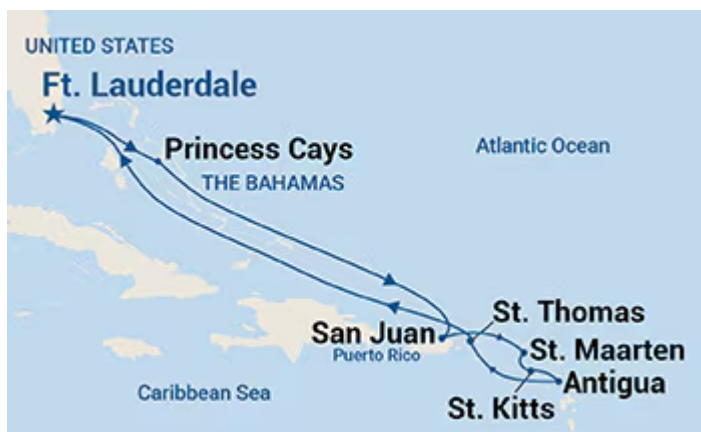 UNITED STATES
Ft. Lauderdale
Princess Cays
THE BAHAMAS
Atlantic Ocean
San Juan
Puerto Rico
St. Thomas
St. Maarten
Antigua
St. Kitts
Caribbean Sea